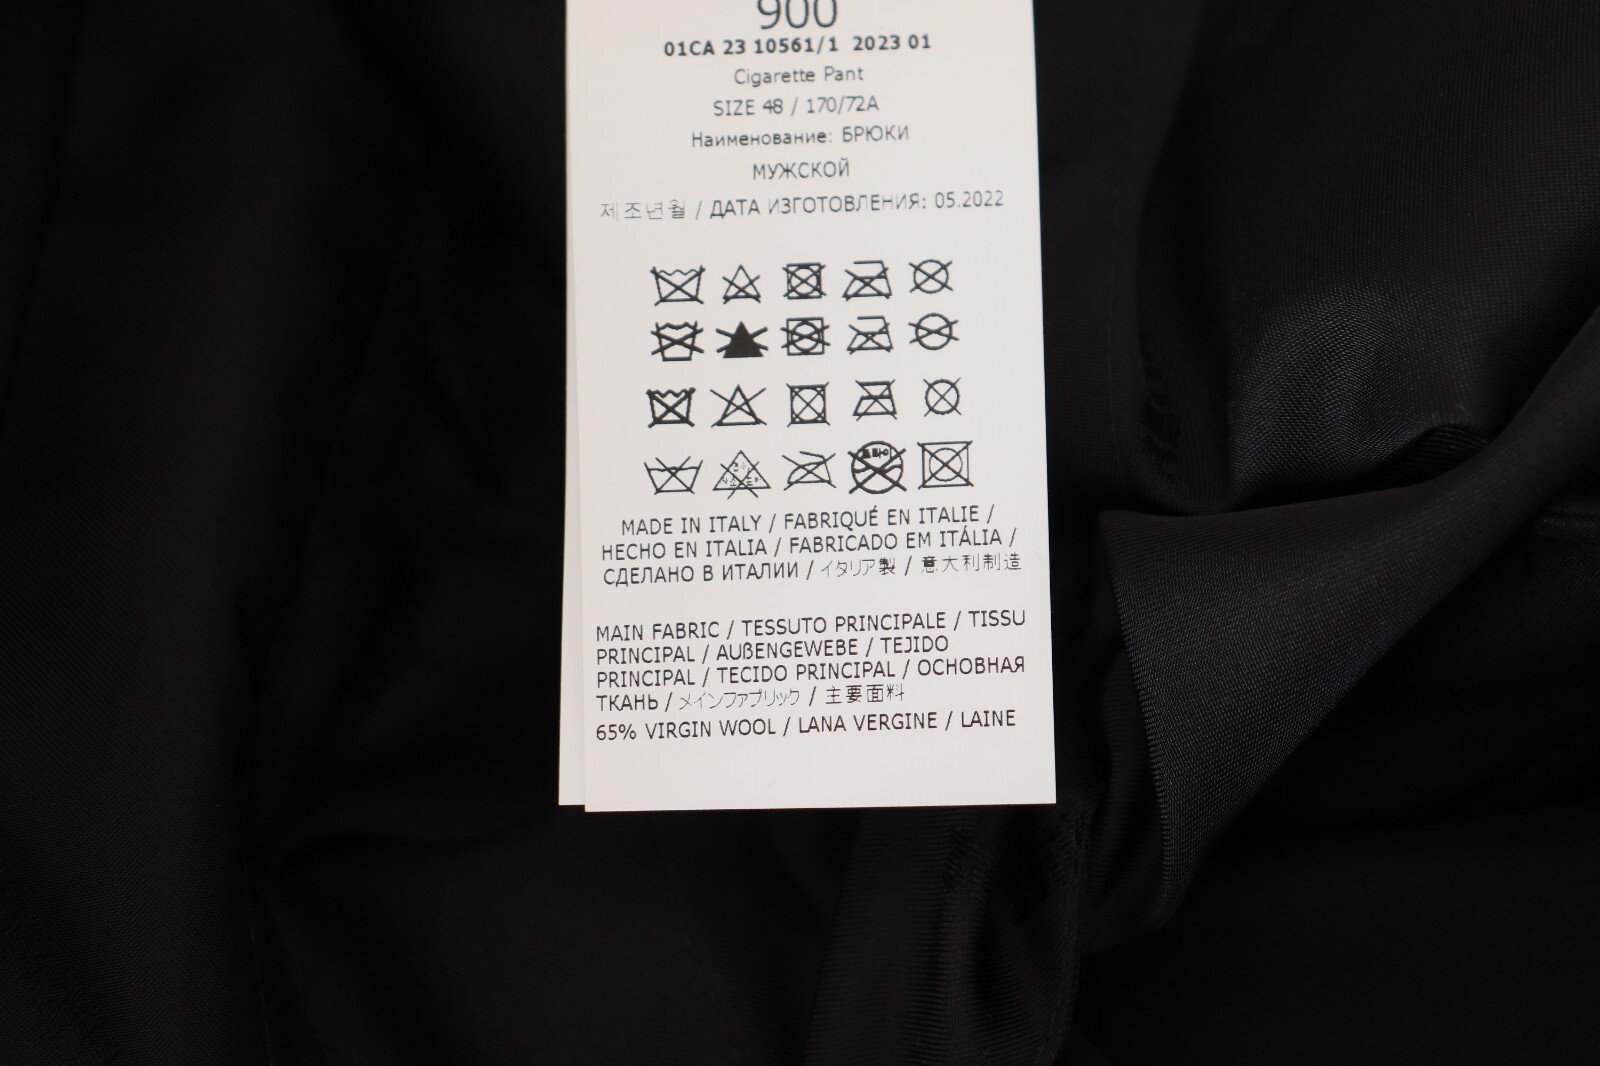 900
01CA 23 10561/1 2023 01
Cigarette Pant
SIZE 48 / 170/72A
Наименование: БРЮКИ
МУЖСКОЙ
제조년월 / ДАТА ИЗГОТОВЛЕНИЯ: 05.2022
MADE IN ITALY / FABRIQUÉ EN ITALIE /
HECHO EN ITALIA / FABRICADO EM ITÁLIA /
СДЕЛАНО В ИТАЛИИ / イタリア製 / 意大利制造
MAIN FABRIC / TESSUTO PRINCIPALE / TISSU
PRINCIPAL / AUßENGEWEBE / TEJIDO
PRINCIPAL / TECIDO PRINCIPAL / ОСНОВНАЯ
ТКАНЬ / メインファブリック / 主要面料
65% VIRGIN WOOL / LANA VERGINE / LAINE